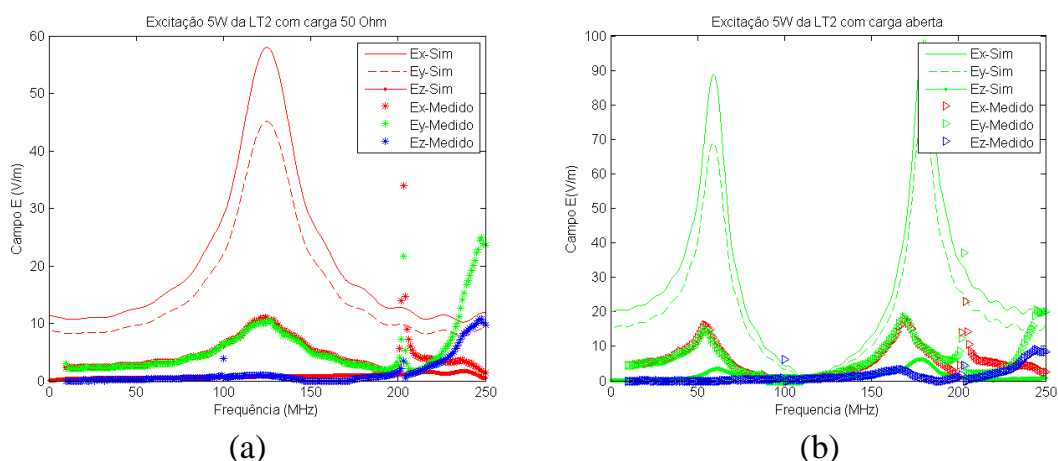 Excitação 5W da LT2 com carga 50 Ohm
60
50
40
30
20
10
0
Campo E (V/m)
0
50
100
150
200
250
Frequência (MHz)
Ex-Sim
Ey-Sim
Ez-Sim
Ex-Medido
Ey-Medido
Ez-Medido
(a)
Excitação 5W da LT2 com carga aberta
100
90
80
70
60
50
40
30
20
10
0
Campo E(V/m)
0
50
100
150
200
250
Frequencia (MHz)
Ex-Sim
Ey-Sim
Ez-Sim
Ex-Medido
Ey-Medido
Ez-Medido
(b)